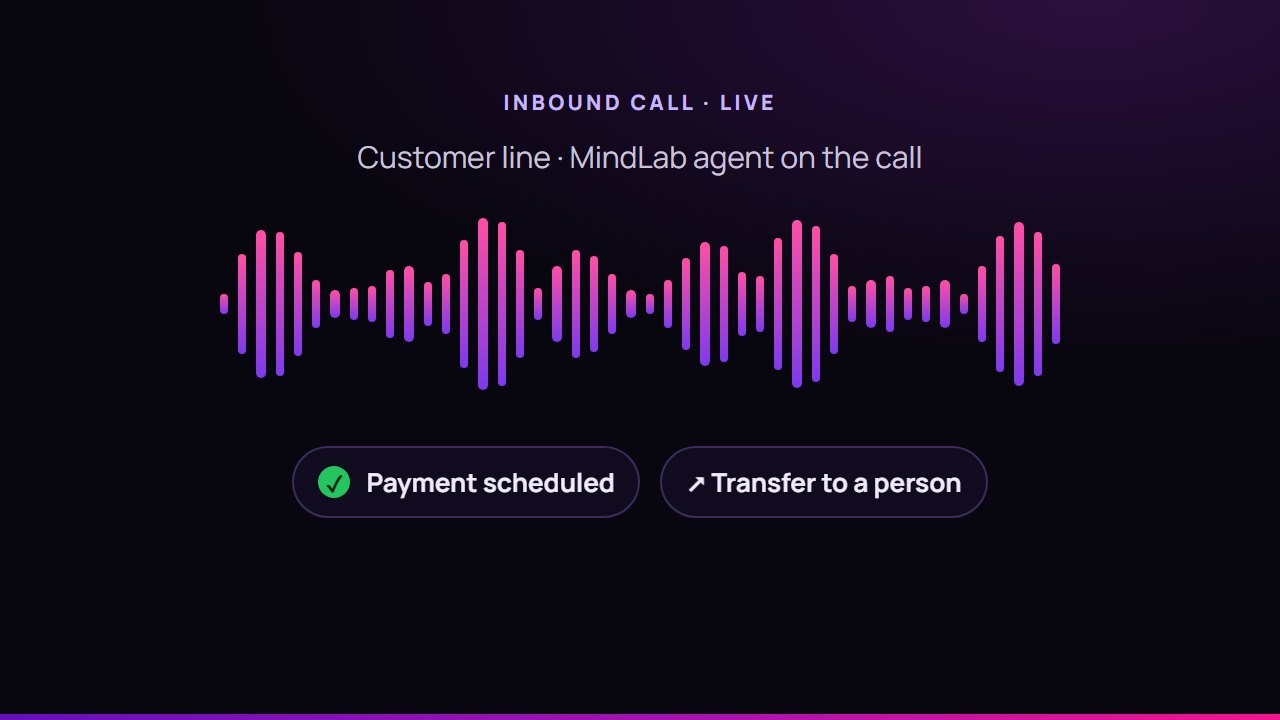 INBOUND CALL · LIVE
Customer line · MindLab agent on the call
✓ Payment scheduled
↗ Transfer to a person